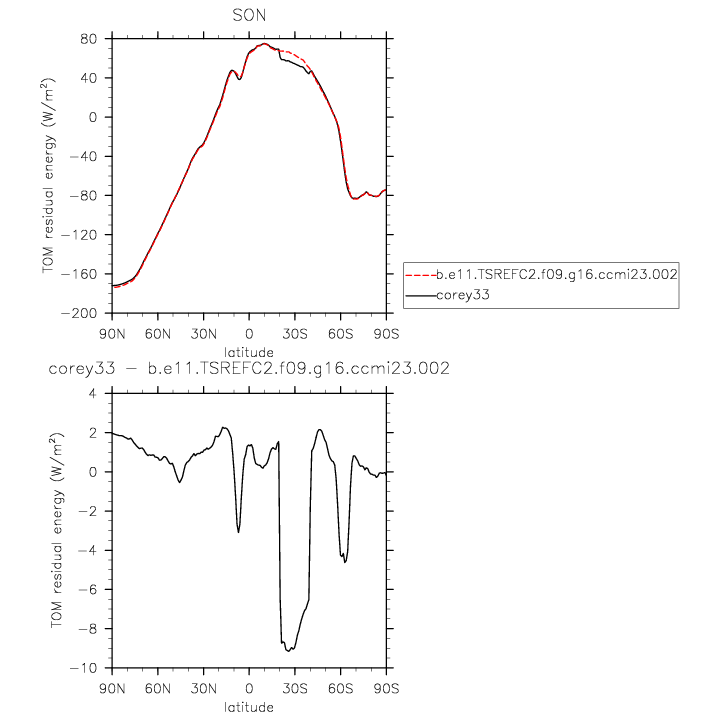 SON
TOM residual energy (W/m²)
80
40
0
−40
−80
−120
−160
−200
90N 60N 30N 0 30S 60S 90S
latitude
b.e11.TSREFC2.f09.g16.ccmi23.002
corey33
corey33 − b.e11.TSREFC2.f09.g16.ccmi23.002
TOM residual energy (W/m²)
4
2
0
−2
−4
−6
−8
−10
90N 60N 30N 0 30S 60S 90S
latitude